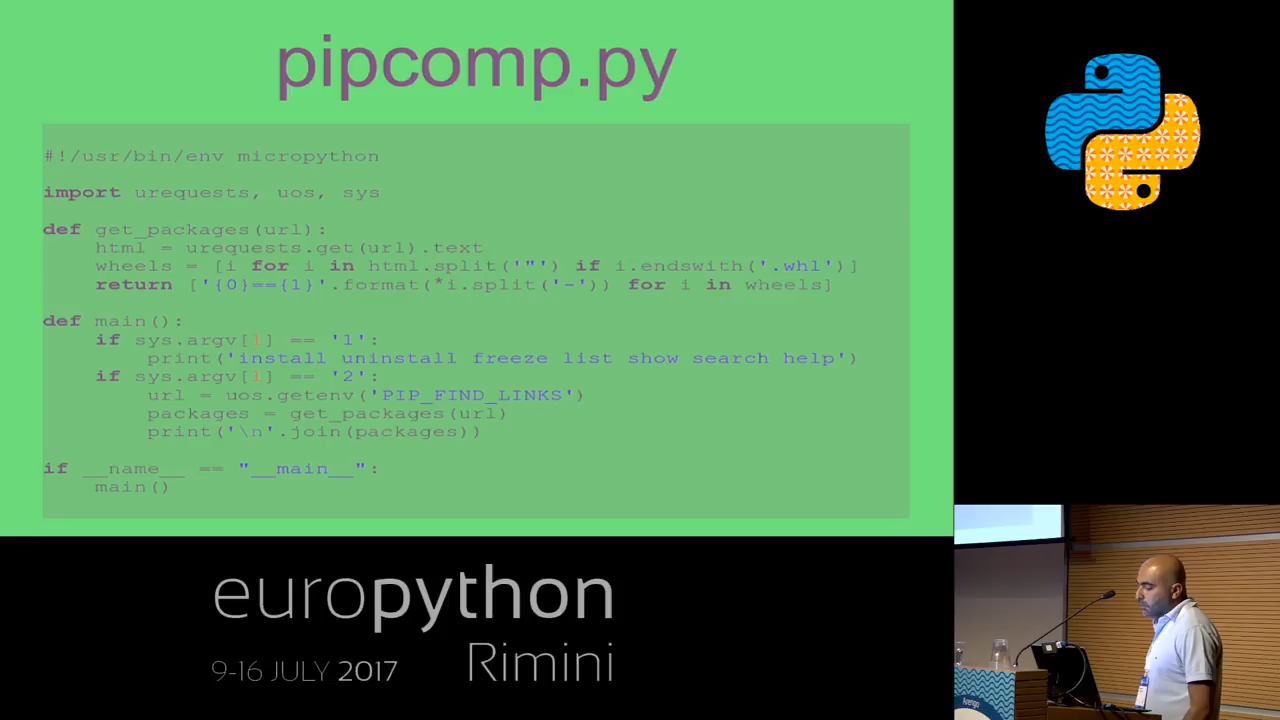 pipcomp.py
#!/usr/bin/env micropython
import urequests, uos, sys
def get_packages(url):
    html = urequests.get(url).text
    wheels = [i for i in html.split('"') if i.endswith('.whl')]
    return ['{0}=={1}'.format(*i.split('-')) for i in wheels]
def main():
    if sys.argv[1] == '1':
        print('install uninstall freeze list show search help')
    if sys.argv[1] == '2':
        url = uos.getenv('PIP_FIND_LINKS')
        packages = get_packages(url)
        print('\n'.join(packages))
if __name__ == "__main__":
    main()
europython
9-16 JULY 2017 Rimini
Arengo